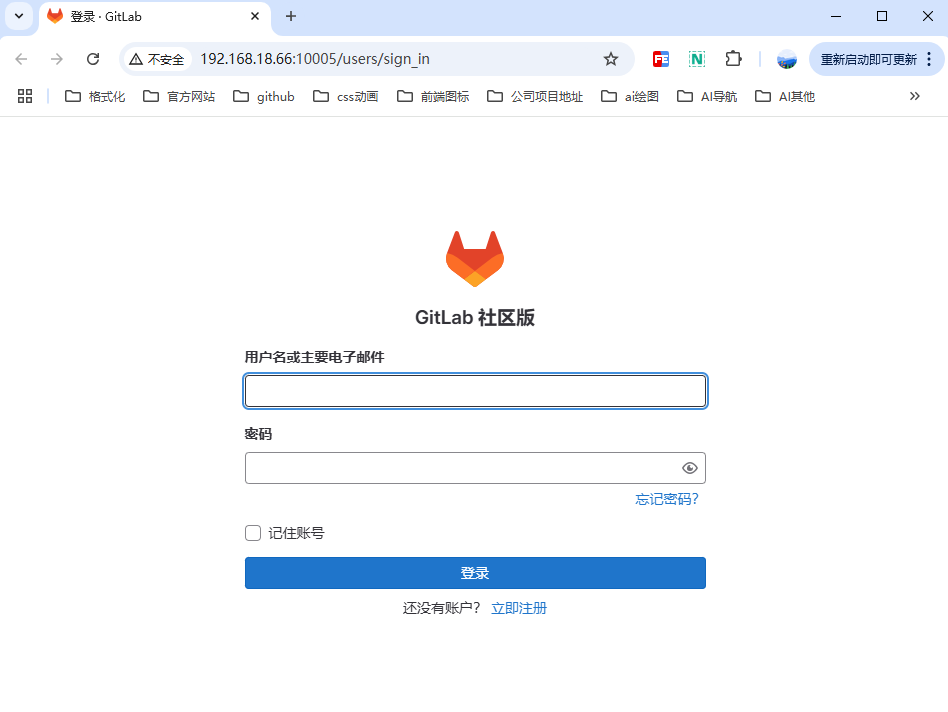 登录 · GitLab
不安全 192.168.18.66:10005/users/sign_in 重新启动即可更新
格式化 官方网站 github css动画 前端图标 公司项目地址 ai绘图 AI导航 AI其他
GitLab 社区版
用户名或主要电子邮件
密码
忘记密码?
记住账号
登录
还没有账户? 立即注册